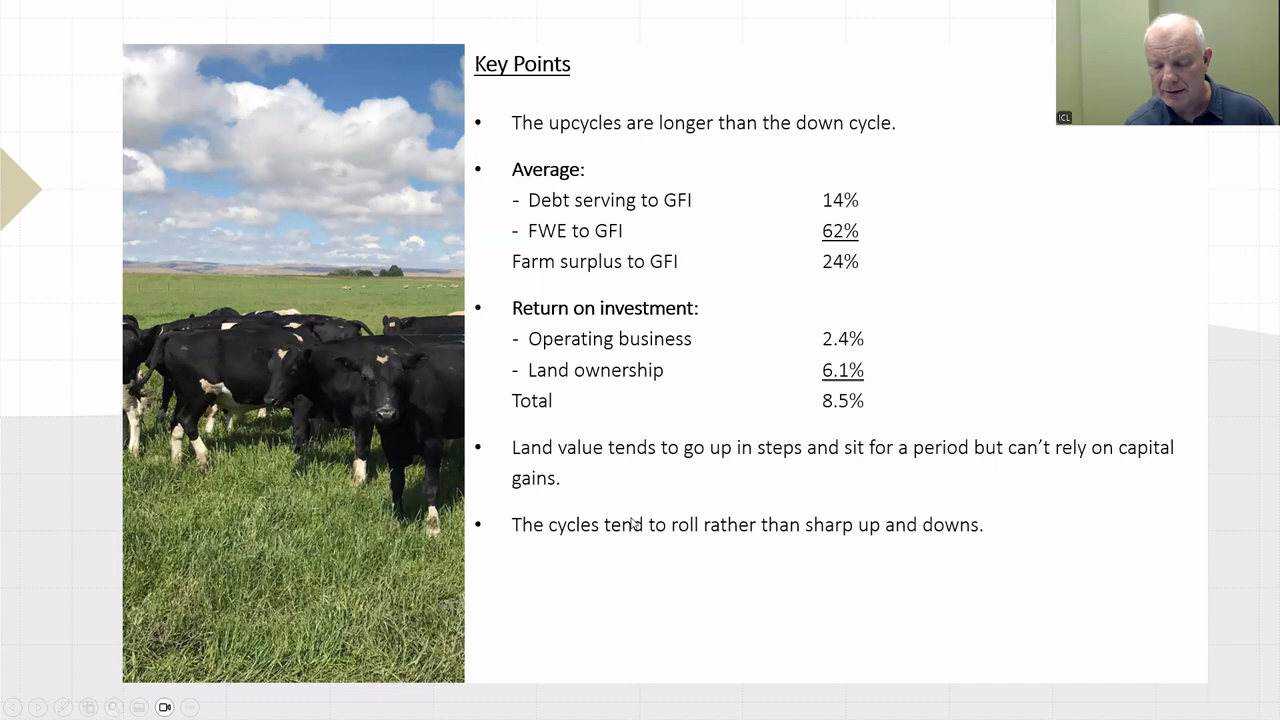 Key Points
• The upcycles are longer than the down cycle.
• Average:
- Debt serving to GFI 14%
- FWE to GFI 62%
Farm surplus to GFI 24%
• Return on investment:
- Operating business 2.4%
- Land ownership 6.1%
Total 8.5%
• Land value tends to go up in steps and sit for a period but can’t rely on capital
gains.
• The cycles tend to roll rather than sharp up and downs.
ICL